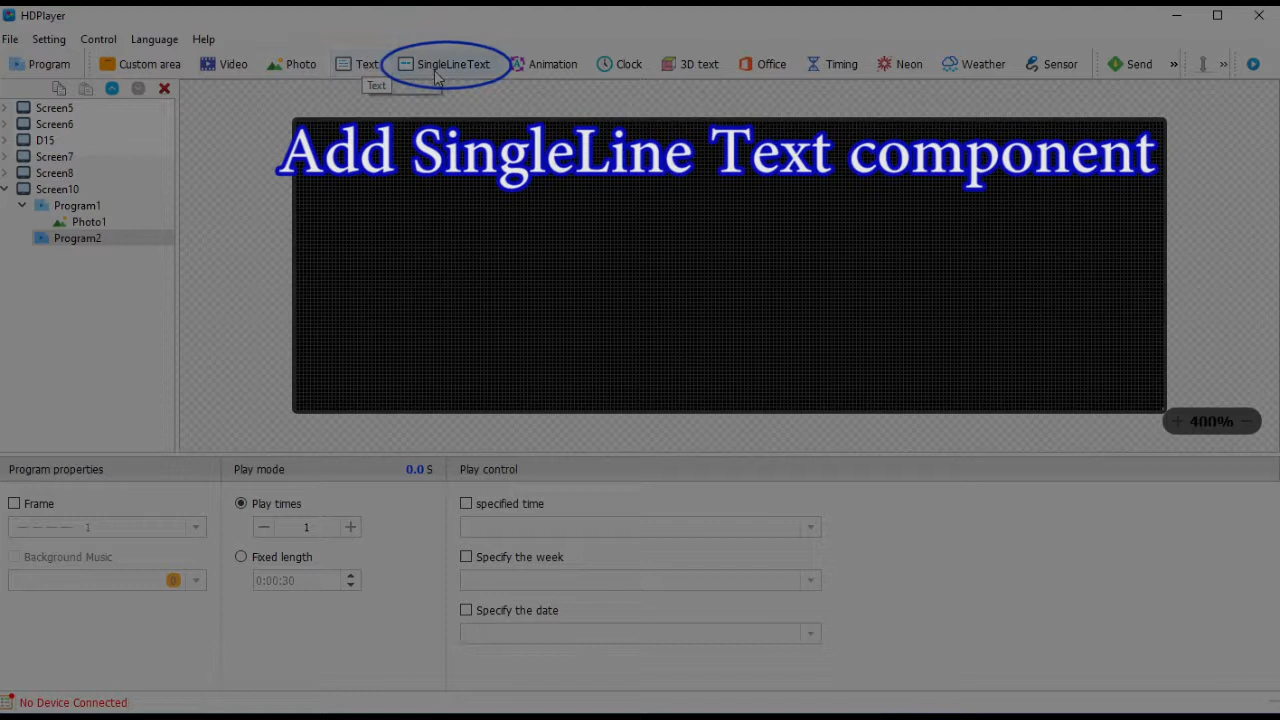 HDPlayer
File Setting Control Language Help
Program Custom area Video Photo Text SingleLineText Animation Clock 3D text Office Timing Neon Weather Sensor » Send »
Text
Screen5
Screen6
D15
Screen7
Screen8
Screen10
Program1
Photo1
Program2
Add SingleLine Text component
+ 400% −
Program properties Play mode 0.0 S Play control
Frame Play times specified time
1 − 1 +
Background Music Fixed length Specify the week
0 0:00:30
Specify the date
No Device Connected